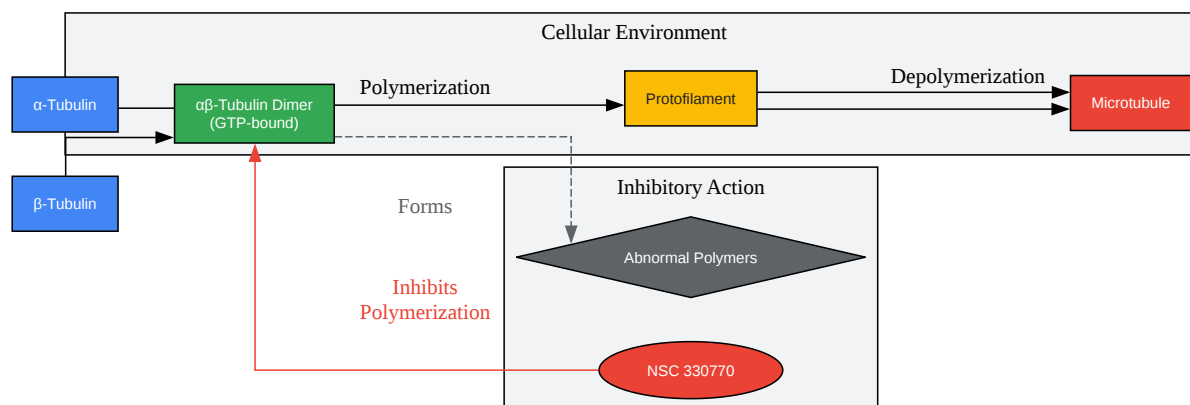 Cellular Environment
α-Tubulin
αβ-Tubulin Dimer
(GTP-bound)
Polymerization
Protofilament
Depolymerization
Microtubule
β-Tubulin
Forms
Inhibitory Action
Abnormal Polymers
Inhibits
Polymerization
NSC 330770